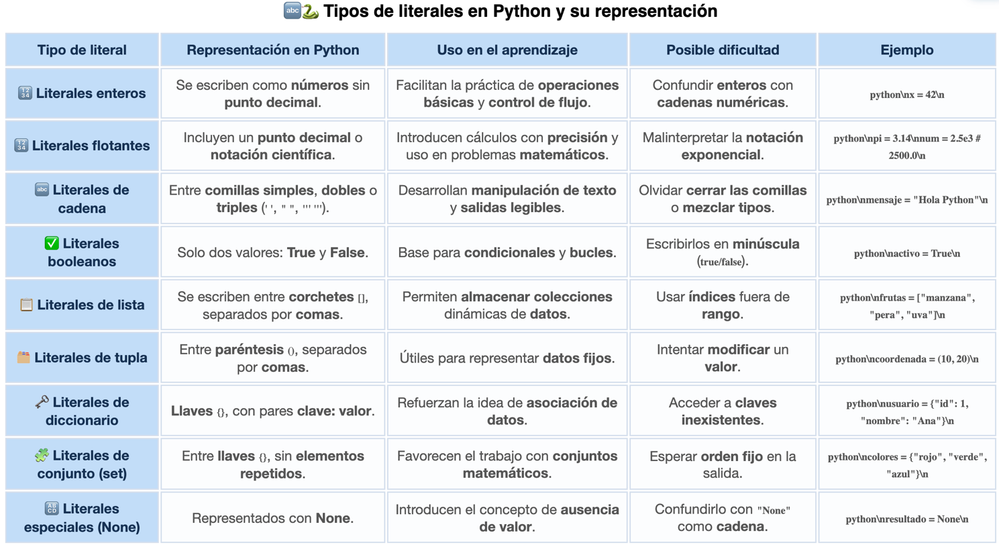 Tipos de literales en Python y su representación
Tipo de literal
Representación en Python
Uso en el aprendizaje
Posible dificultad
Ejemplo
Literales enteros
Se escriben como números sin
punto decimal.
Facilitan la práctica de operaciones
básicas y control de flujo.
Confundir enteros con
cadenas numéricas.
python\nx = 42\n
Literales flotantes
Incluyen un punto decimal o
notación científica.
Introducen cálculos con precisión y
uso en problemas matemáticos.
Malinterpretar la notación
exponencial.
python\npi = 3.14\nnum = 2.5e3 #
2500.0\n
Literales de
cadena
Entre comillas simples, dobles o
triples (' ', " ", ''' ''').
Desarrollan manipulación de texto
y salidas legibles.
Olvidar cerrar las comillas
o mezclar tipos.
python\nmensaje = "Hola Python"\n
Literales
booleanos
Solo dos valores: True y False.
Base para condicionales y bucles.
Escribirlos en minúscula
(true/false).
python\nactivo = True\n
Literales de lista
Se escriben entre corchetes [],
separados por comas.
Permiten almacenar colecciones
dinámicas de datos.
Usar índices fuera de
rango.
python\nfrutas = ["manzana",
"pera", "uva"]\n
Literales de tupla
Entre paréntesis (), separados
por comas.
Útiles para representar datos fijos.
Intentar modificar un
valor.
python\ncoordenada = (10, 20)\n
Literales de
diccionario
Llaves {}, con pares clave: valor.
Refuerzan la idea de asociación de
datos.
Acceder a claves
inexistentes.
python\nusuario = {"id": 1,
"nombre": "Ana"}\n
Literales de
conjunto (set)
Entre llaves {}, sin elementos
repetidos.
Favorecen el trabajo con conjuntos
matemáticos.
Esperar orden fijo en la
salida.
python\ncolores = {"rojo", "verde",
"azul"}\n
Literales
especiales (None)
Representados con None.
Introducen el concepto de ausencia
de valor.
Confundirlo con "None"
como cadena.
python\nresultado = None\n